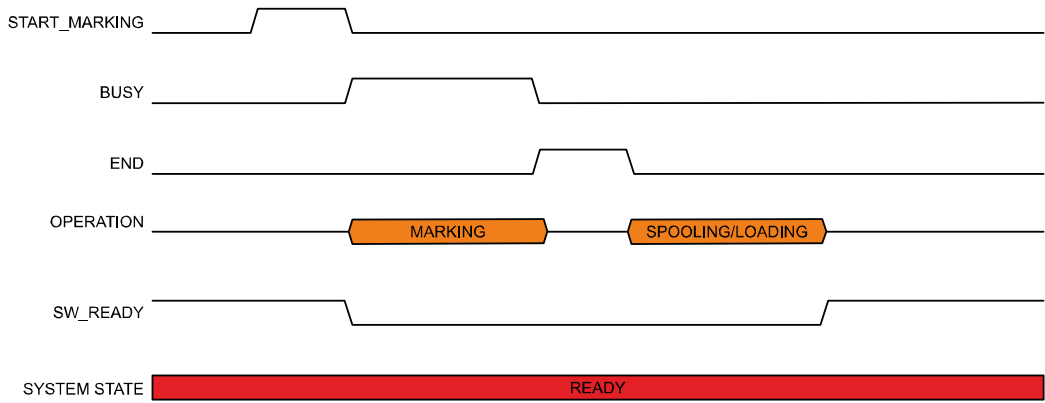 START_MARKING
BUSY
END
OPERATION
MARKING
SPOOLING/LOADING
SW_READY
SYSTEM STATE
READY